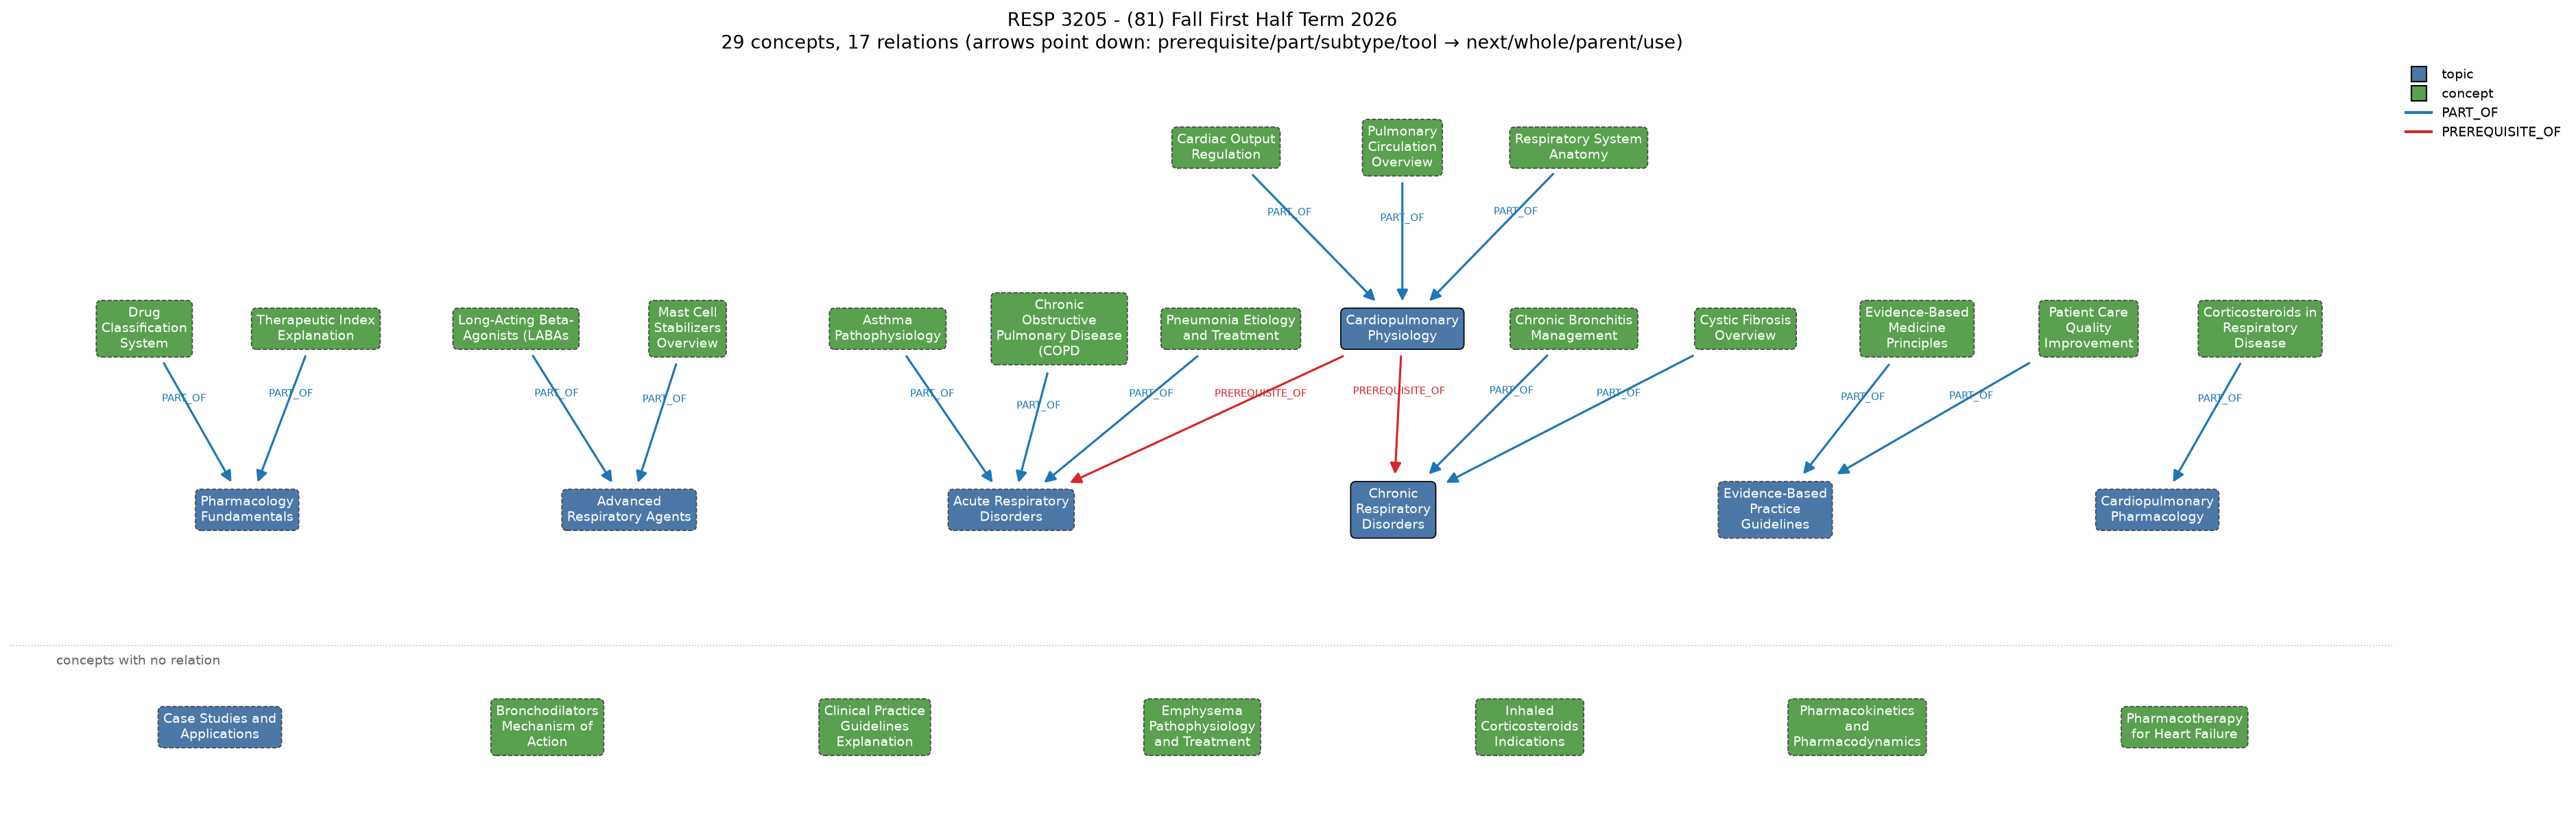 RESP 3205 - (81) Fall First Half Term 2026
29 concepts, 17 relations (arrows point down: prerequisite/part/subtype/tool → next/whole/parent/use)
topic
concept
PART_OF
PREREQUISITE_OF
Cardiac Output
Regulation
Pulmonary
Circulation
Overview
Respiratory System
Anatomy
PART_OF
PART_OF
PART_OF
Drug
Classification
System
Therapeutic Index
Explanation
Long-Acting Beta-
Agonists (LABAs
Mast Cell
Stabilizers
Overview
Asthma
Pathophysiology
Chronic
Obstructive
Pulmonary Disease
(COPD
Pneumonia Etiology
and Treatment
Cardiopulmonary
Physiology
Chronic Bronchitis
Management
Cystic Fibrosis
Overview
Evidence-Based
Medicine
Principles
Patient Care
Quality
Improvement
Corticosteroids in
Respiratory
Disease
PART_OF
PART_OF
PART_OF
PART_OF
PART_OF
PART_OF
PART_OF
PREREQUISITE_OF
PREREQUISITE_OF
PART_OF
PART_OF
PART_OF
PART_OF
PART_OF
Pharmacology
Fundamentals
Advanced
Respiratory Agents
Acute Respiratory
Disorders
Chronic
Respiratory
Disorders
Evidence-Based
Practice
Guidelines
Cardiopulmonary
Pharmacology
concepts with no relation
Case Studies and
Applications
Bronchodilators
Mechanism of
Action
Clinical Practice
Guidelines
Explanation
Emphysema
Pathophysiology
and Treatment
Inhaled
Corticosteroids
Indications
Pharmacokinetics
and
Pharmacodynamics
Pharmacotherapy
for Heart Failure